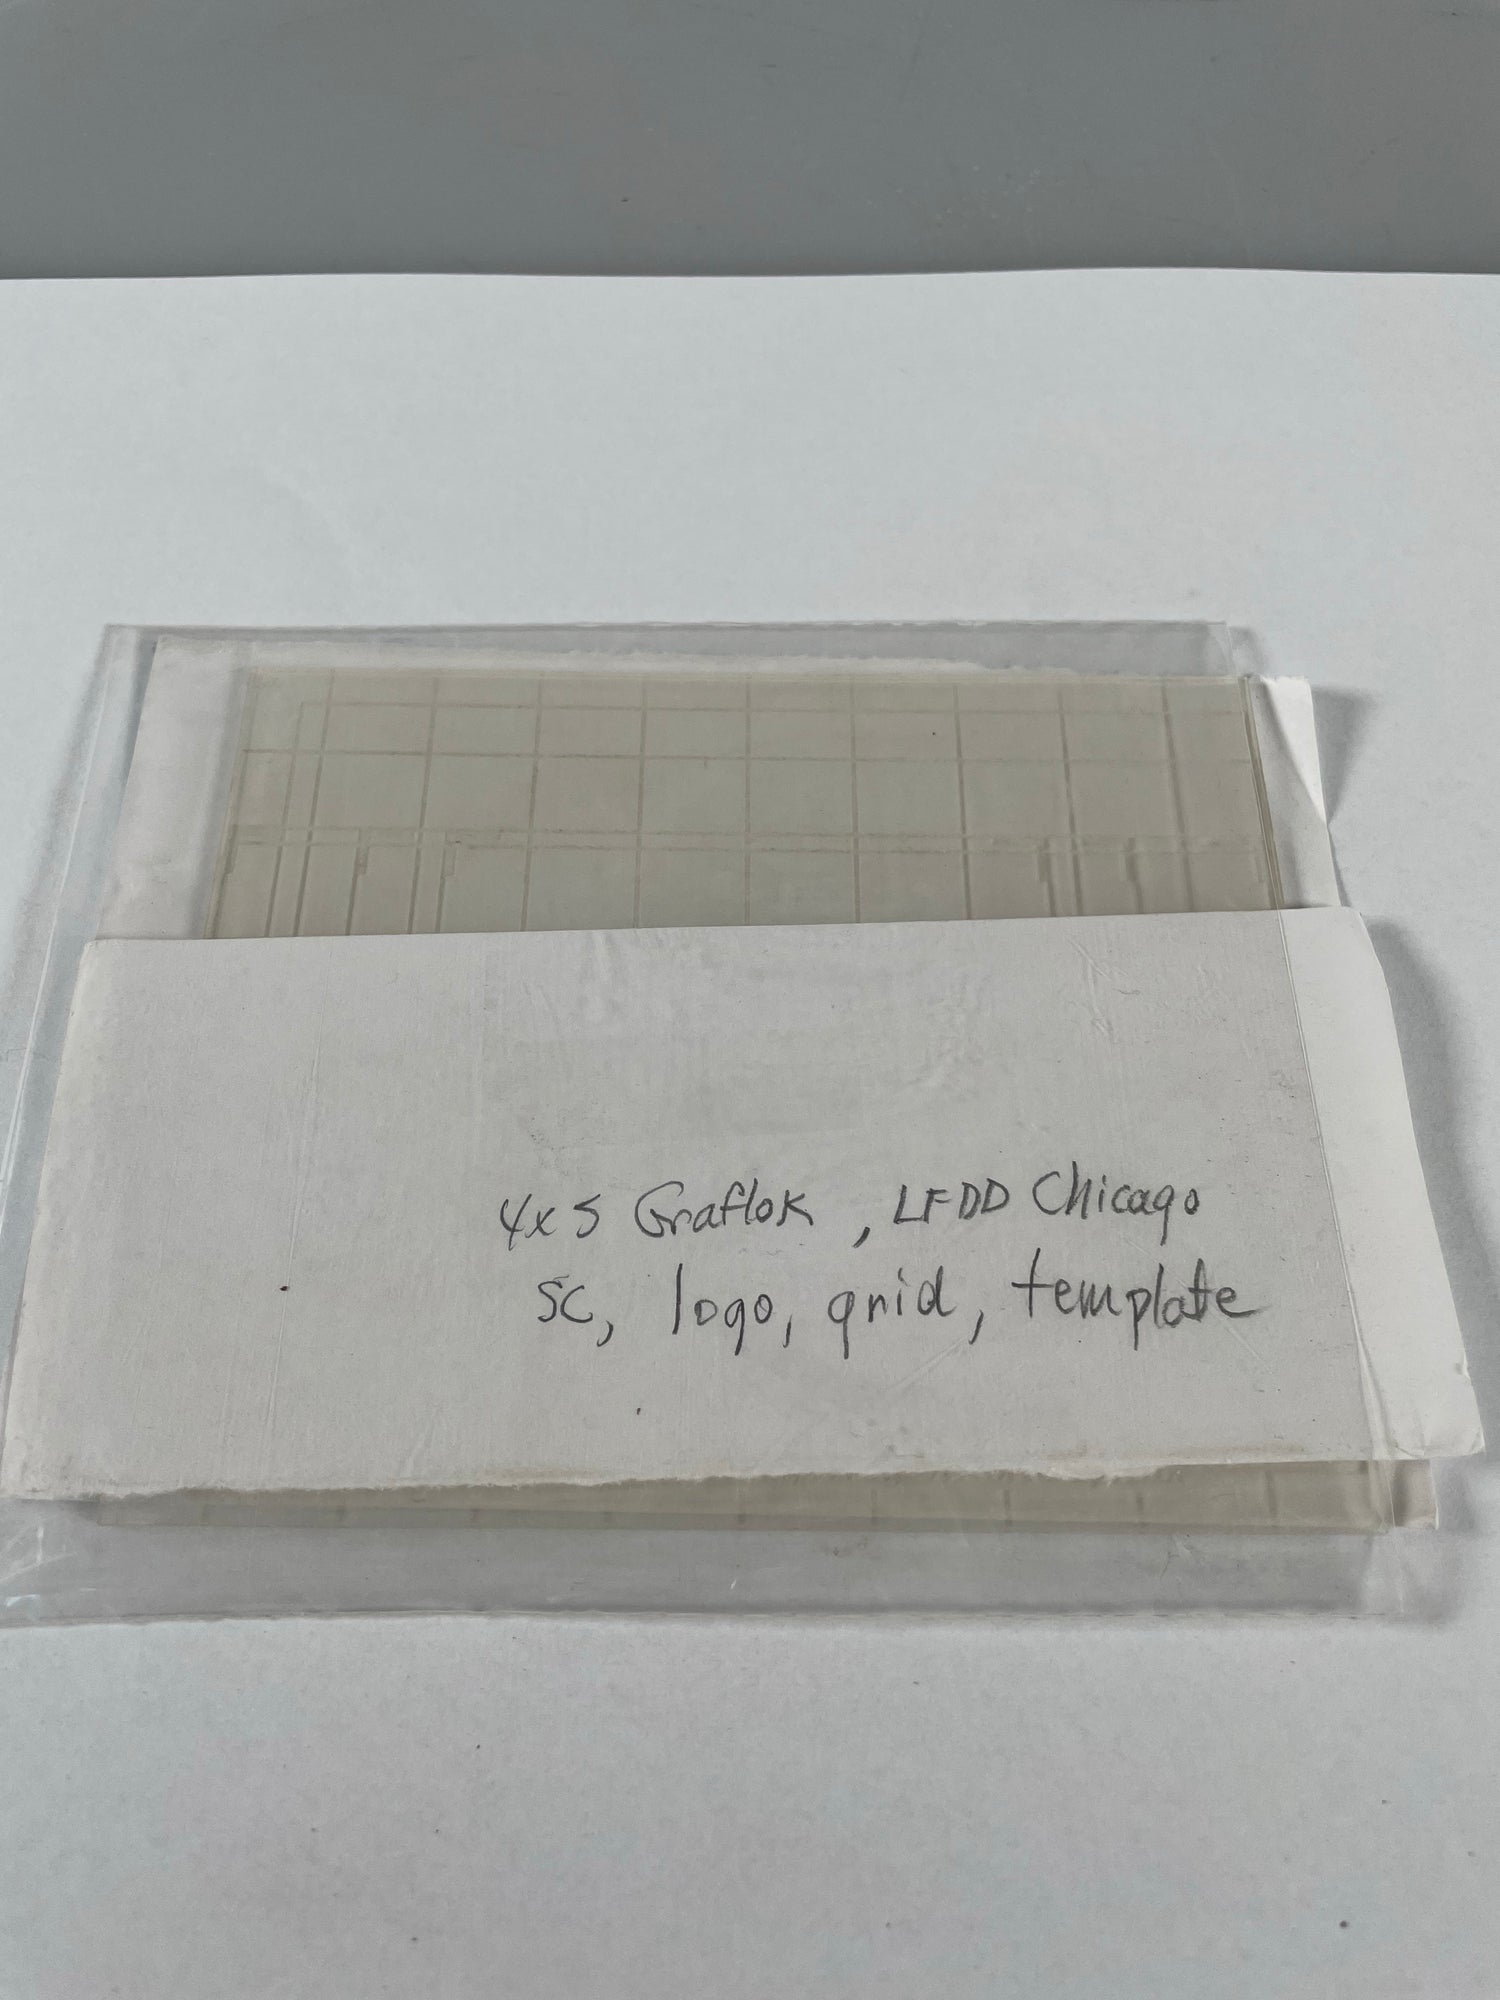 4x5 Graflok, LFDD Chicago
SC, logo, grid, template